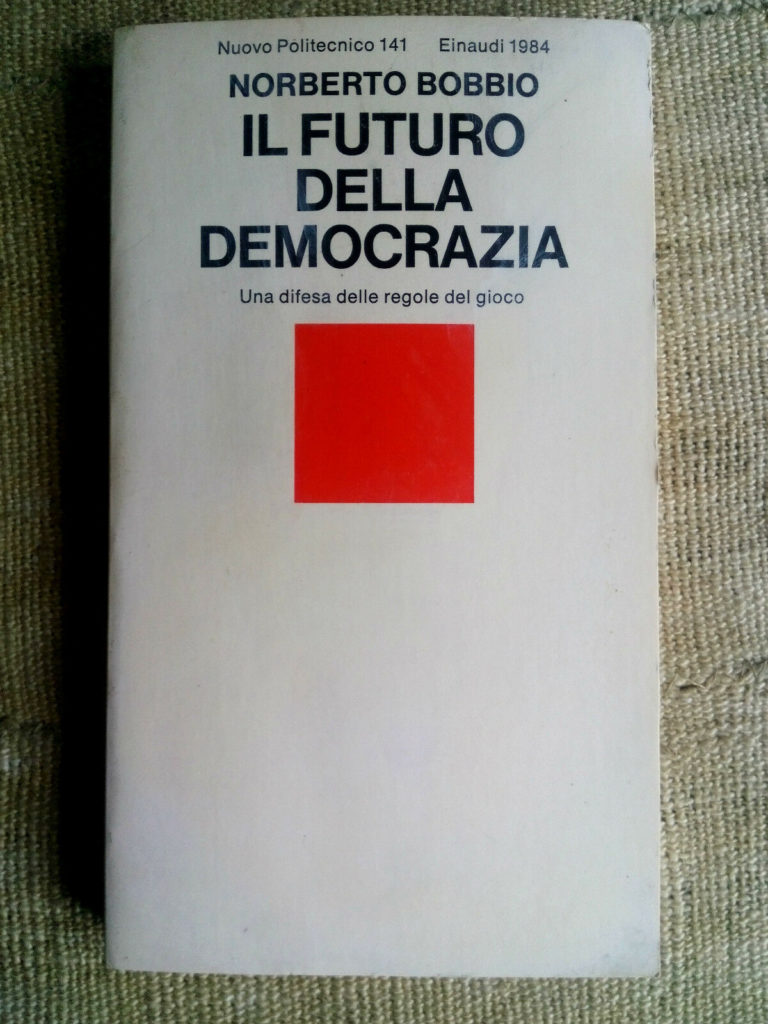 Nuovo Politecnico 141 Einaudi 1984
NORBERTO BOBBIO
IL FUTURO
DELLA
DEMOCRAZIA
Una difesa delle regole del gioco